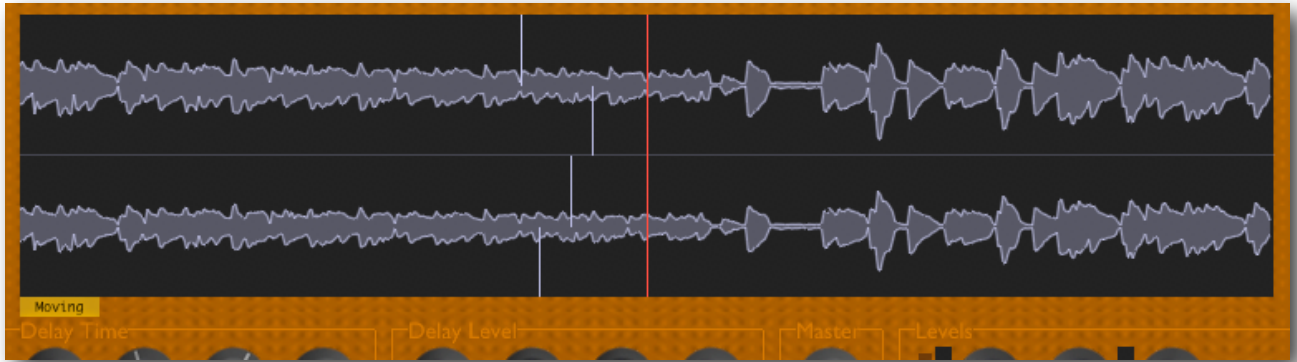 Moving
Delay Time
Delay Level
Master
Levels